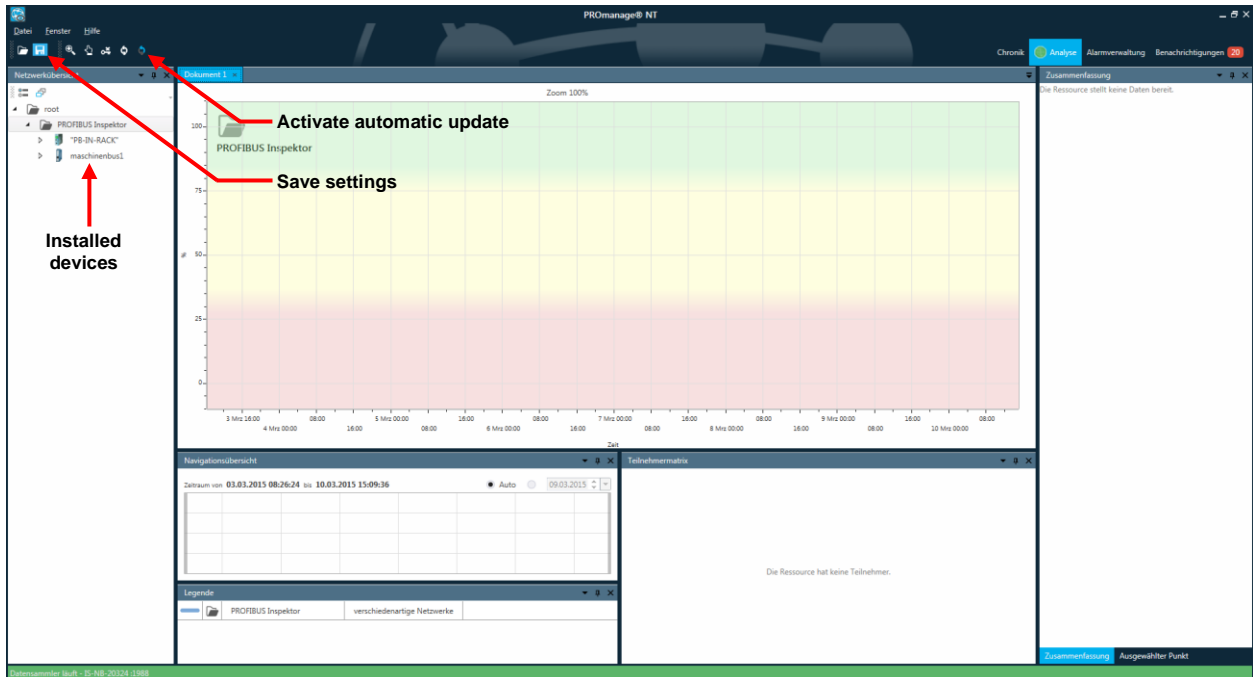 PROmanage® NT
Datei Fenster Hilfe
Chronik Analyse Alarmverwaltung Benachrichtigungen 20
Netzwerkübersicht
root
PROFIBUS Inspektor
"PB-IN-RACK"
maschinenbus1
Installed
devices
Dokument 1
Zoom 100%
Activate automatic update
PROFIBUS Inspektor
Save settings
100
75
%
50
25
0
3 Mrz 16:00 08:00 5 Mrz 00:00 16:00 08:00 7 Mrz 00:00 16:00 08:00 9 Mrz 00:00 16:00 08:00
4 Mrz 00:00 16:00 08:00 6 Mrz 00:00 16:00 08:00 8 Mrz 00:00 16:00 08:00 10 Mrz 00:00
Zeit
Navigationsübersicht
Zeitraum von 03.03.2015 08:26:24 bis 10.03.2015 15:09:36 Auto 09.03.2015
Legende
PROFIBUS Inspektor verschiedenartige Netzwerke
Teilnehmermatrix
Die Ressource hat keine Teilnehmer.
Zusammenfassung
Die Ressource stellt keine Daten bereit.
Zusammenfassung Ausgewählter Punkt
Datensammler läuft - IS-NB-20324 :1988